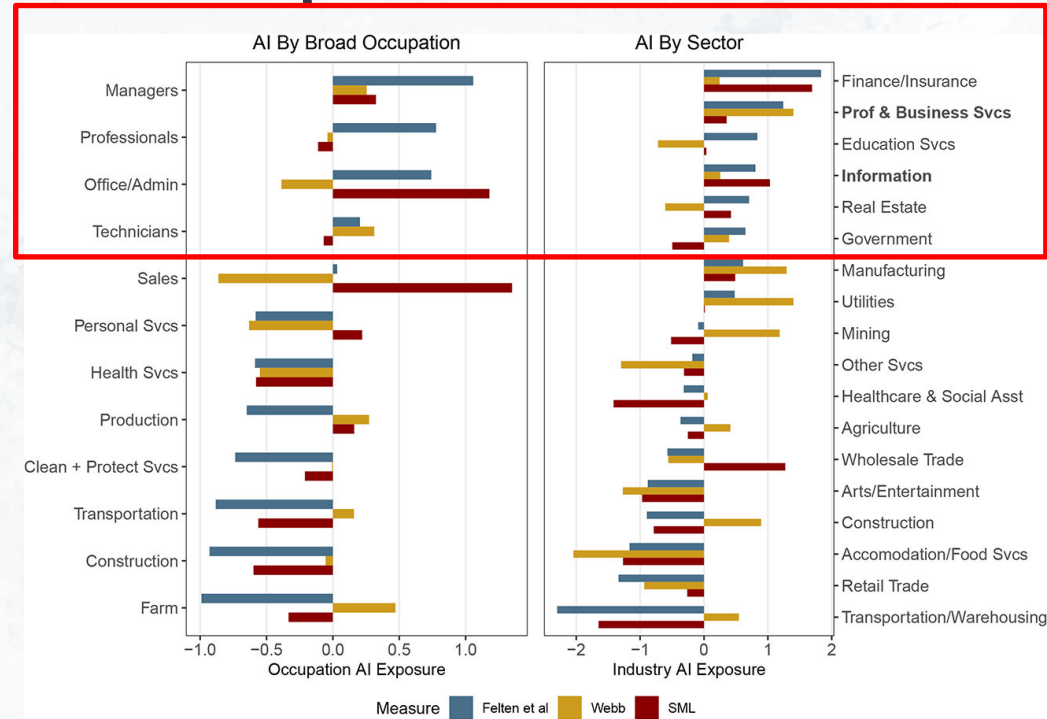 AI By Broad Occupation
Managers
Professionals
Office/Admin
Technicians
Sales
Personal Svcs
Health Svcs
Production
Clean + Protect Svcs
Transportation
Construction
Farm
−1.0 −0.5 0.0 0.5 1.0
Occupation AI Exposure
AI By Sector
Finance/Insurance
Prof & Business Svcs
Education Svcs
Information
Real Estate
Government
Manufacturing
Utilities
Mining
Other Svcs
Healthcare & Social Asst
Agriculture
Wholesale Trade
Arts/Entertainment
Construction
Accomodation/Food Svcs
Retail Trade
Transportation/Warehousing
−2 −1 0 1 2
Industry AI Exposure
Measure Felten et al Webb SML